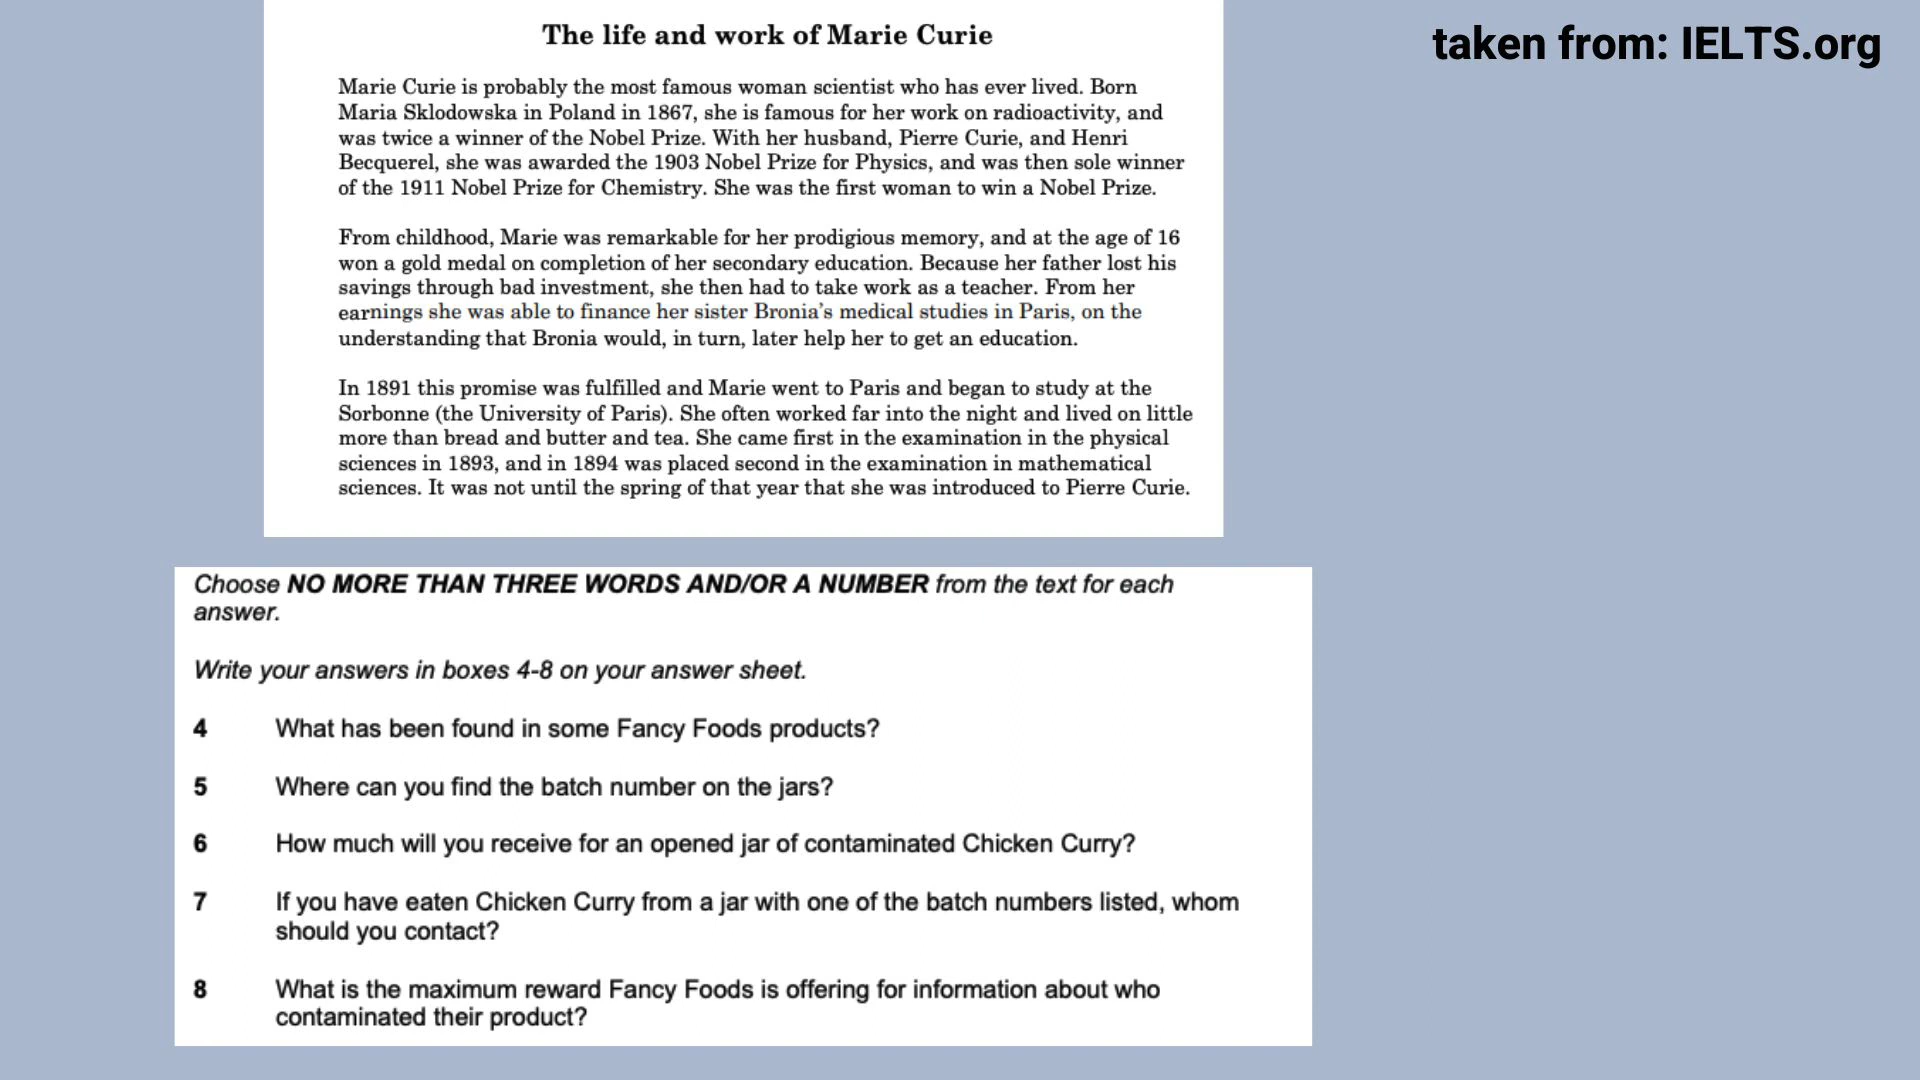 The life and work of Marie Curie
taken from: IELTS.org
Marie Curie is probably the most famous woman scientist who has ever lived. Born
Maria Sklodowska in Poland in 1867, she is famous for her work on radioactivity, and
was twice a winner of the Nobel Prize. With her husband, Pierre Curie, and Henri
Becquerel, she was awarded the 1903 Nobel Prize for Physics, and was then sole winner
of the 1911 Nobel Prize for Chemistry. She was the first woman to win a Nobel Prize.
From childhood, Marie was remarkable for her prodigious memory, and at the age of 16
won a gold medal on completion of her secondary education. Because her father lost his
savings through bad investment, she then had to take work as a teacher. From her
earnings she was able to finance her sister Bronia's medical studies in Paris, on the
understanding that Bronia would, in turn, later help her to get an education.
In 1891 this promise was fulfilled and Marie went to Paris and began to study at the
Sorbonne (the University of Paris). She often worked far into the night and lived on little
more than bread and butter and tea. She came first in the examination in the physical
sciences in 1893, and in 1894 was placed second in the examination in mathematical
sciences. It was not until the spring of that year that she was introduced to Pierre Curie.
Choose NO MORE THAN THREE WORDS AND/OR A NUMBER from the text for each
answer.
Write your answers in boxes 4-8 on your answer sheet.
4 What has been found in some Fancy Foods products?
5 Where can you find the batch number on the jars?
6 How much will you receive for an opened jar of contaminated Chicken Curry?
7 If you have eaten Chicken Curry from a jar with one of the batch numbers listed, whom
should you contact?
8 What is the maximum reward Fancy Foods is offering for information about who
contaminated their product?